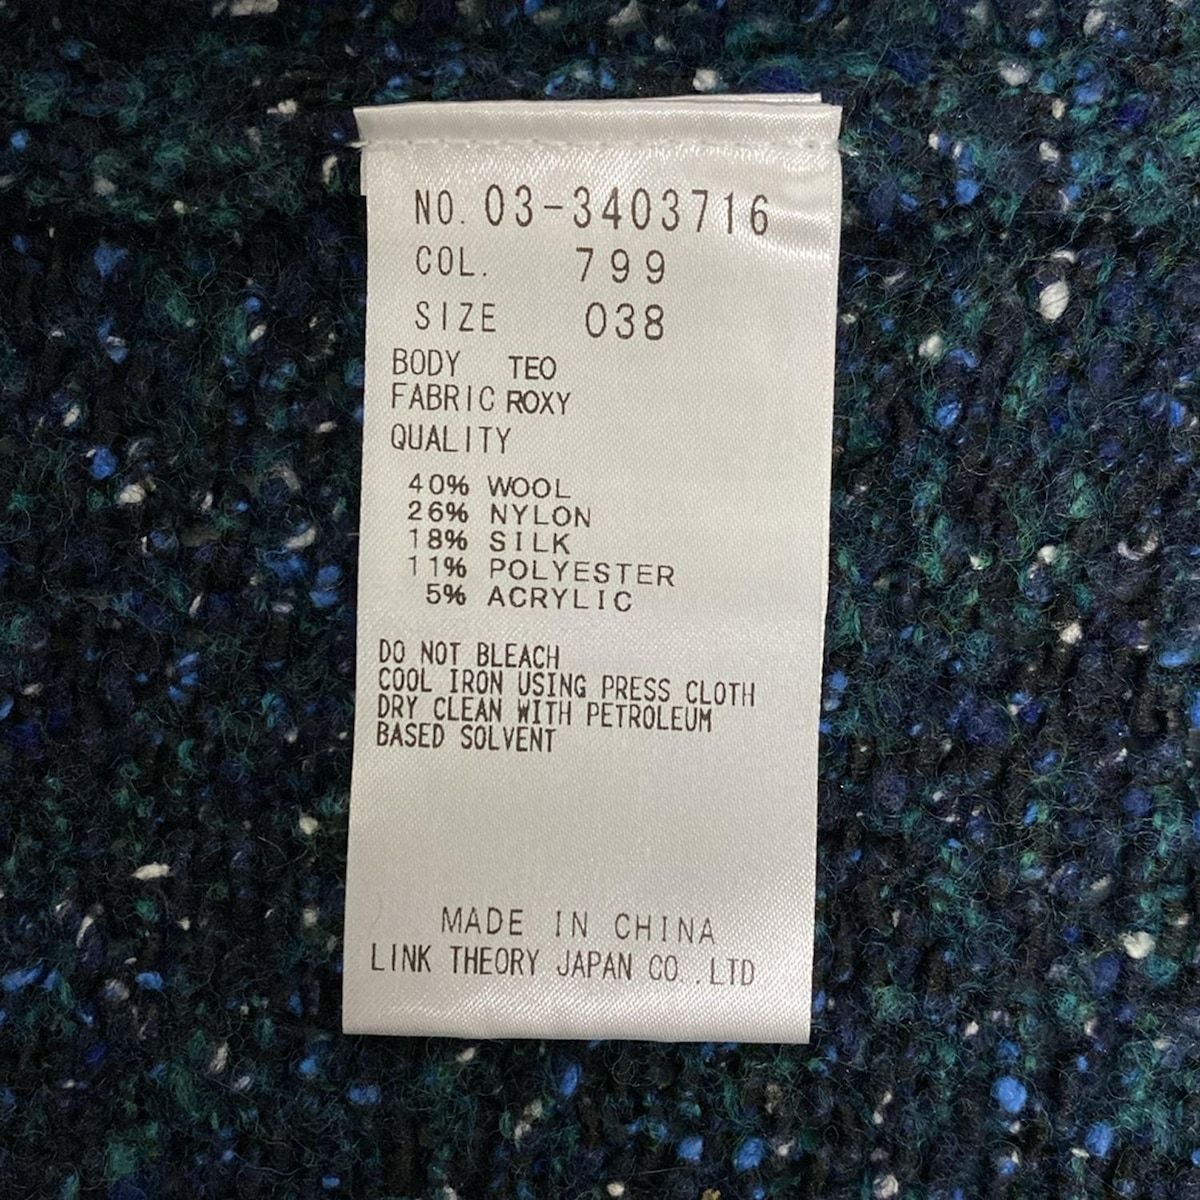 NO. 03-3403716
COL. 799
SIZE 038
BODY TEO
FABRIC ROXY
QUALITY
40% WOOL
26% NYLON
18% SILK
11% POLYESTER
5% ACRYLIC
DO NOT BLEACH
COOL IRON USING PRESS CLOTH
DRY CLEAN WITH PETROLEUM
BASED SOLVENT
MADE IN CHINA
LINK THEORY JAPAN CO.,LTD